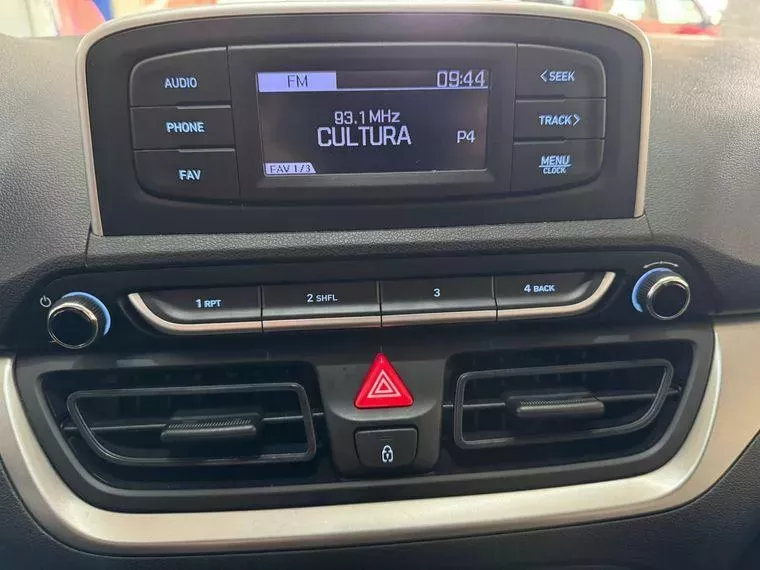 AUDIO
PHONE
FAV
FM 09:44
93.1 MHz
CULTURA P4
FAV 1/3
<SEEK
TRACK>
MENU
CLOCK
1 RPT
2 SHFL
3
4 BACK